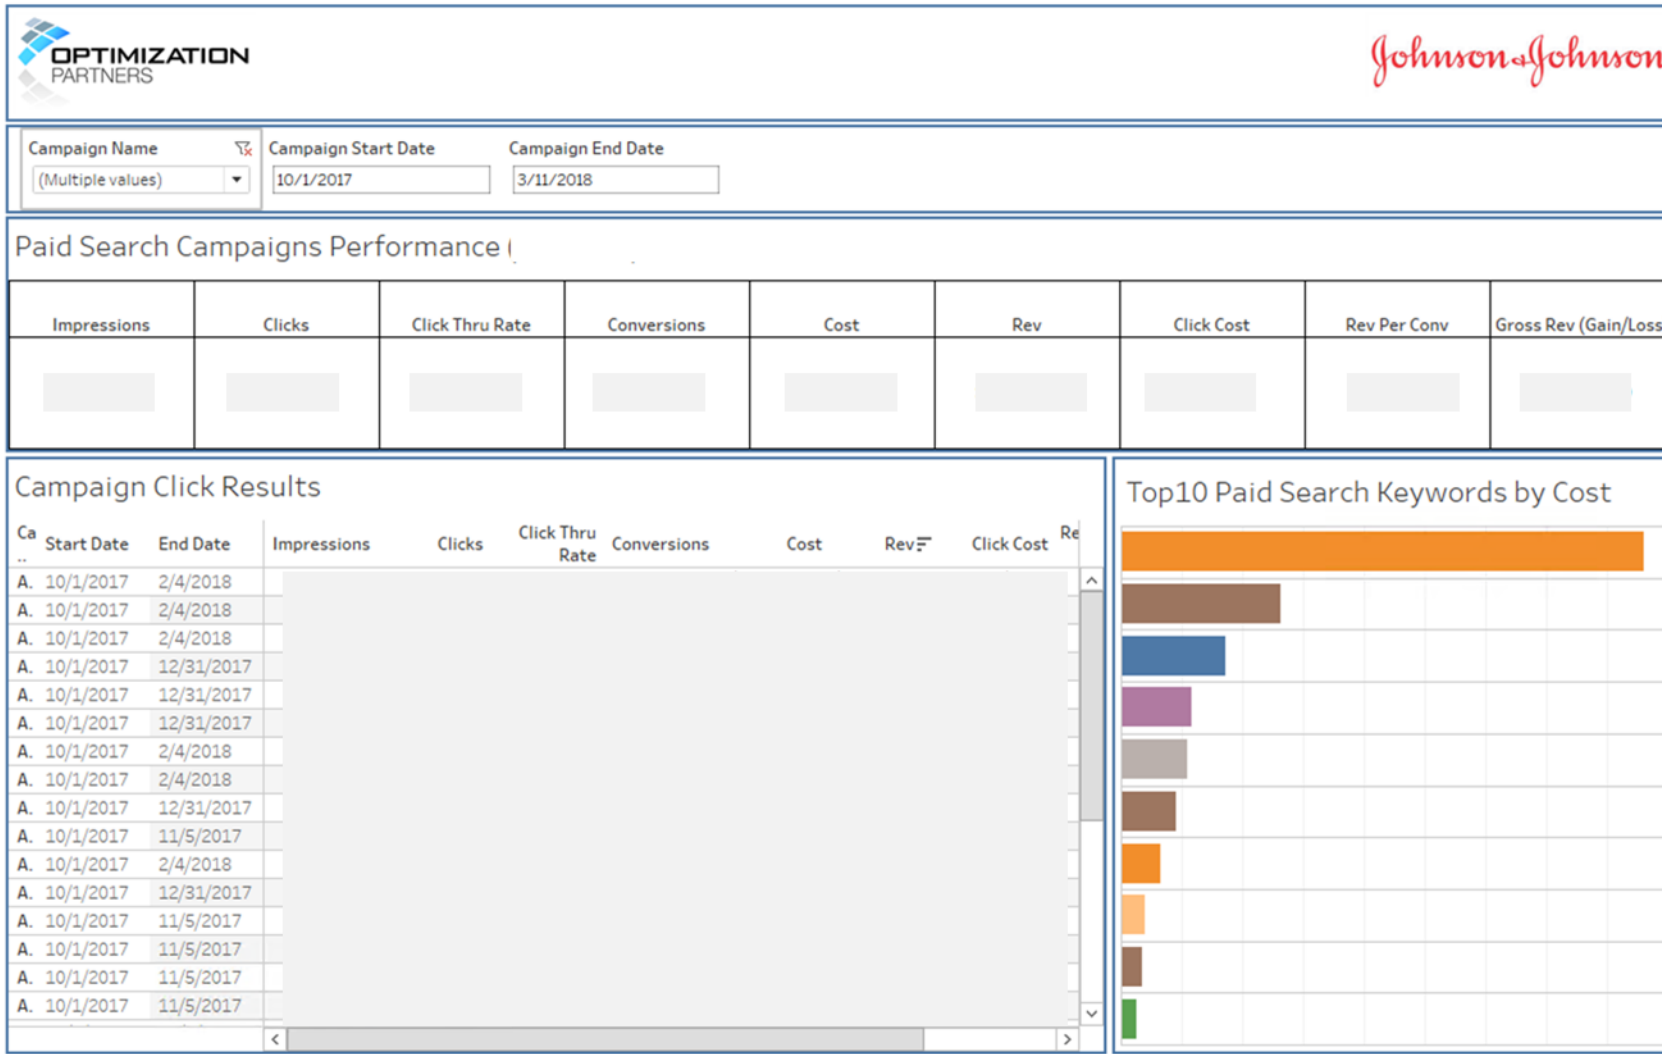 OPTIMIZATION
PARTNERS
Johnson&Johnson
Campaign Name
Campaign Start Date
Campaign End Date
(Multiple values)
10/1/2017
3/11/2018
Paid Search Campaigns Performance (
Impressions
Clicks
Click Thru Rate
Conversions
Cost
Rev
Click Cost
Rev Per Conv
Gross Rev (Gain/Loss
Campaign Click Results
Ca
..
Start Date
End Date
Impressions
Clicks
Click Thru
Rate
Conversions
Cost
Rev
Click Cost
Re
A. 10/1/2017 2/4/2018
A. 10/1/2017 2/4/2018
A. 10/1/2017 2/4/2018
A. 10/1/2017 12/31/2017
A. 10/1/2017 12/31/2017
A. 10/1/2017 12/31/2017
A. 10/1/2017 2/4/2018
A. 10/1/2017 2/4/2018
A. 10/1/2017 12/31/2017
A. 10/1/2017 11/5/2017
A. 10/1/2017 2/4/2018
A. 10/1/2017 12/31/2017
A. 10/1/2017 11/5/2017
A. 10/1/2017 11/5/2017
A. 10/1/2017 11/5/2017
A. 10/1/2017 11/5/2017
Top10 Paid Search Keywords by Cost